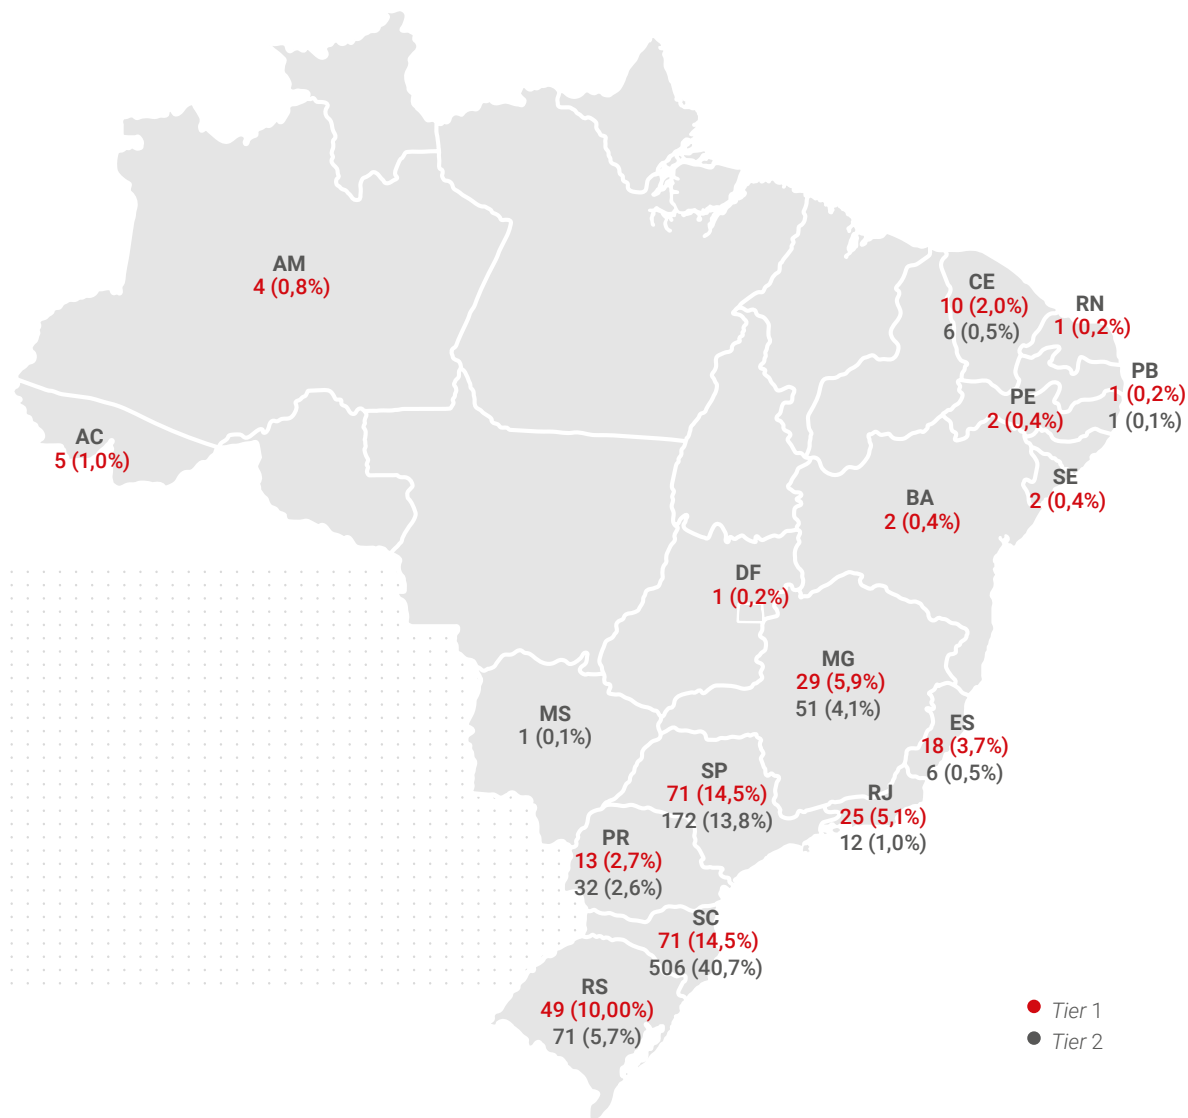 AM
4 (0,8%)
CE
10 (2,0%)
6 (0,5%)
RN
1 (0,2%)
PB
1 (0,2%)
1 (0,1%)
PE
2 (0,4%)
AC
5 (1,0%)
SE
2 (0,4%)
BA
2 (0,4%)
DF
1 (0,2%)
MG
29 (5,9%)
51 (4,1%)
MS
1 (0,1%)
ES
18 (3,7%)
6 (0,5%)
SP
71 (14,5%)
172 (13,8%)
RJ
25 (5,1%)
12 (1,0%)
PR
13 (2,7%)
32 (2,6%)
SC
71 (14,5%)
506 (40,7%)
RS
49 (10,00%)
71 (5,7%)
Tier 1
Tier 2